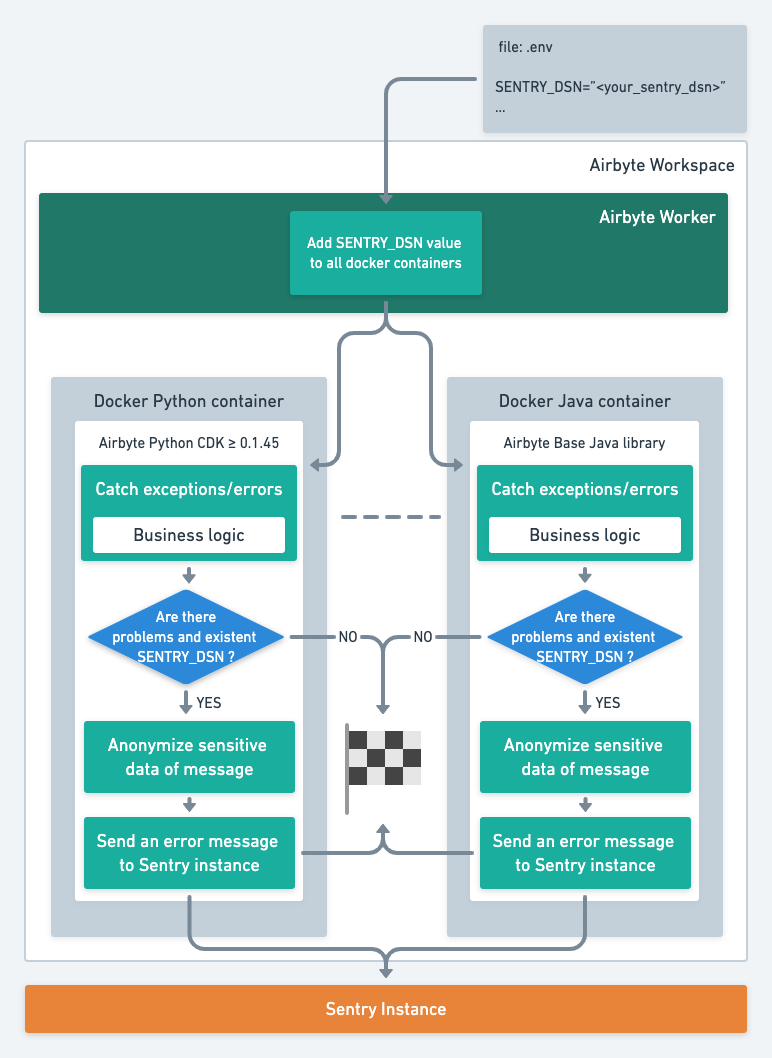 file: .env
SENTRY_DSN=”<your_sentry_dsn>”
...
Airbyte Workspace
Airbyte Worker
Add SENTRY_DSN value
to all docker containers
Docker Python container
Airbyte Python CDK ≥ 0.1.45
Catch exceptions/errors
Business logic
Are there
problems and existent
SENTRY_DSN ?
NO
YES
Anonymize sensitive
data of message
Send an error message
to Sentry instance
Docker Java container
Airbyte Base Java library
Catch exceptions/errors
Business logic
Are there
problems and existent
SENTRY_DSN ?
NO
YES
Anonymize sensitive
data of message
Send an error message
to Sentry instance
Sentry Instance